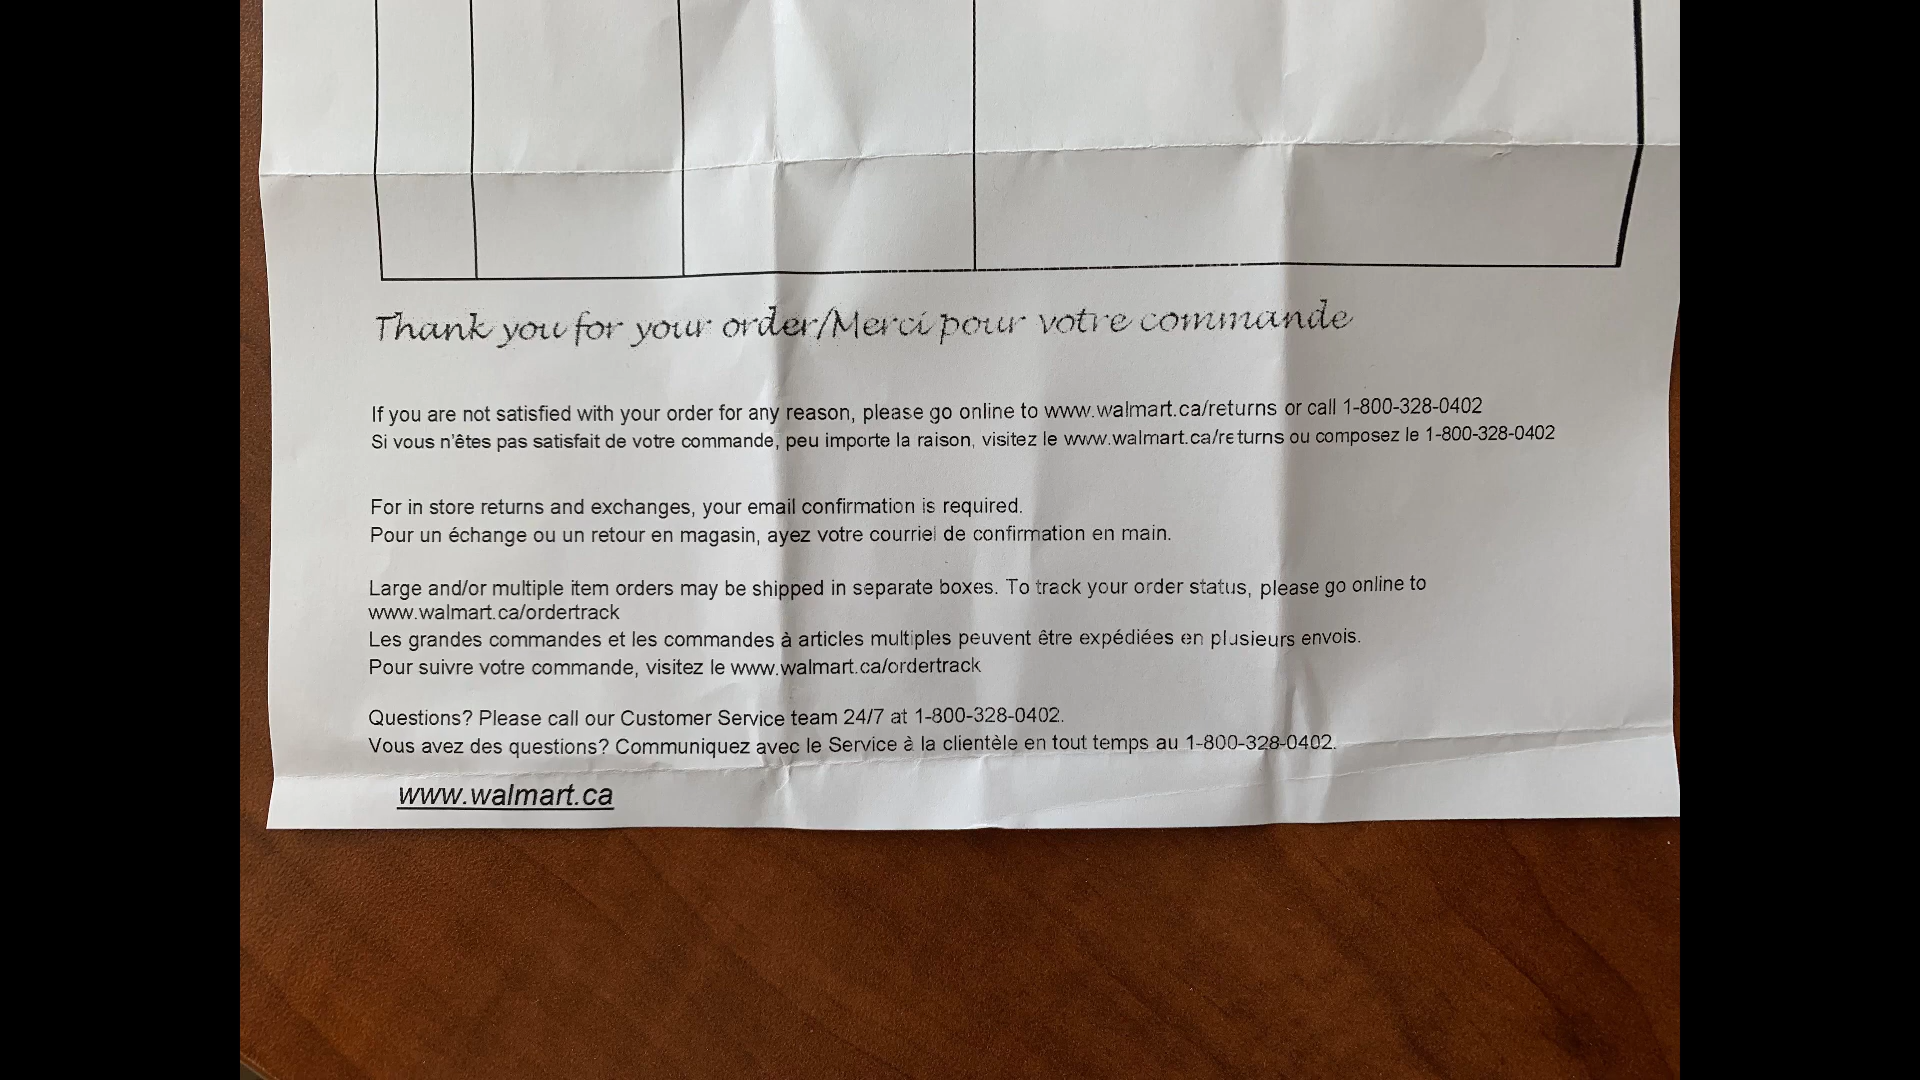 Thank you for your order/Merci pour votre commande
If you are not satisfied with your order for any reason, please go online to www.walmart.ca/returns or call 1-800-328-0402
Si vous n'êtes pas satisfait de votre commande, peu importe la raison, visitez le www.walmart.ca/returns ou composez le 1-800-328-0402
For in store returns and exchanges, your email confirmation is required.
Pour un échange ou un retour en magasin, ayez votre courriel de confirmation en main.
Large and/or multiple item orders may be shipped in separate boxes. To track your order status, please go online to
www.walmart.ca/ordertrack
Les grandes commandes et les commandes à articles multiples peuvent être expédiées en plusieurs envois.
Pour suivre votre commande, visitez le www.walmart.ca/ordertrack
Questions? Please call our Customer Service team 24/7 at 1-800-328-0402.
Vous avez des questions? Communiquez avec le Service à la clientèle en tout temps au 1-800-328-0402.
www.walmart.ca